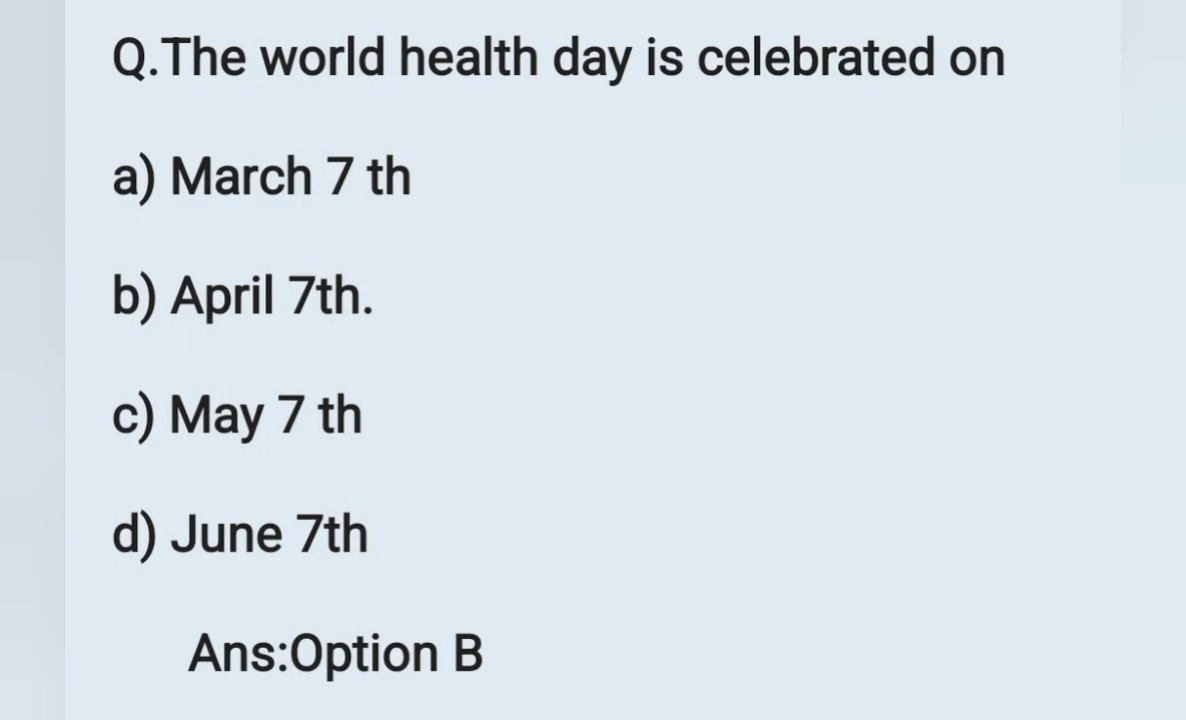 Q.The world health day is celebrated on
a) March 7 th
b) April 7th.
c) May 7 th
d) June 7th
Ans:Option B